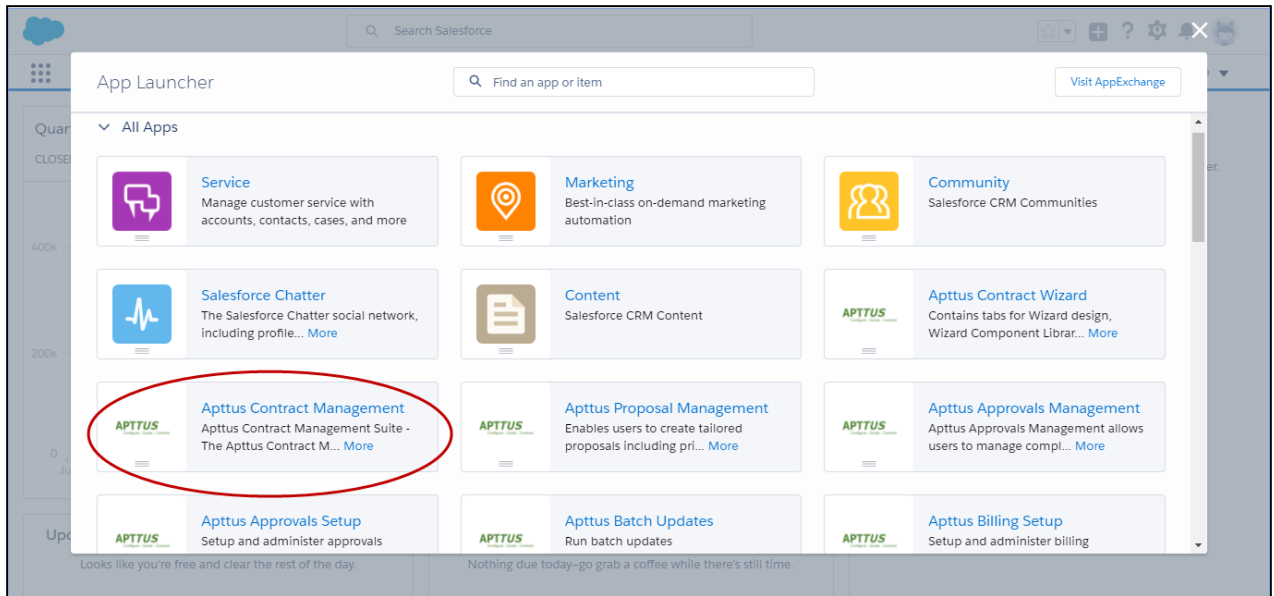 Search Salesforce
App Launcher
Find an app or item
Visit AppExchange
Quar
CLOSE
All Apps
er.
Service
Manage customer service with
accounts, contacts, cases, and more
Marketing
Best-in-class on-demand marketing
automation
Community
Salesforce CRM Communities
400K
Salesforce Chatter
The Salesforce Chatter social network,
including profile... More
Content
Salesforce CRM Content
APTTUS
Apttus Contract Wizard
Contains tabs for Wizard design,
Wizard Component Librar... More
200K
APTTUS
Apttus Contract Management
Apttus Contract Management Suite -
The Apttus Contract M... More
APTTUS
Apttus Proposal Management
Enables users to create tailored
proposals including pri... More
APTTUS
Apttus Approvals Management
Apttus Approvals Management allows
users to manage compl... More
0
Ju
APTTUS
Apttus Approvals Setup
Setup and administer approvals
APTTUS
Apttus Batch Updates
Run batch updates
APTTUS
Apttus Billing Setup
Setup and administer billing
Upc
Looks like you're free and clear the rest of the day.
Nothing due today—go grab a coffee while there's still time.